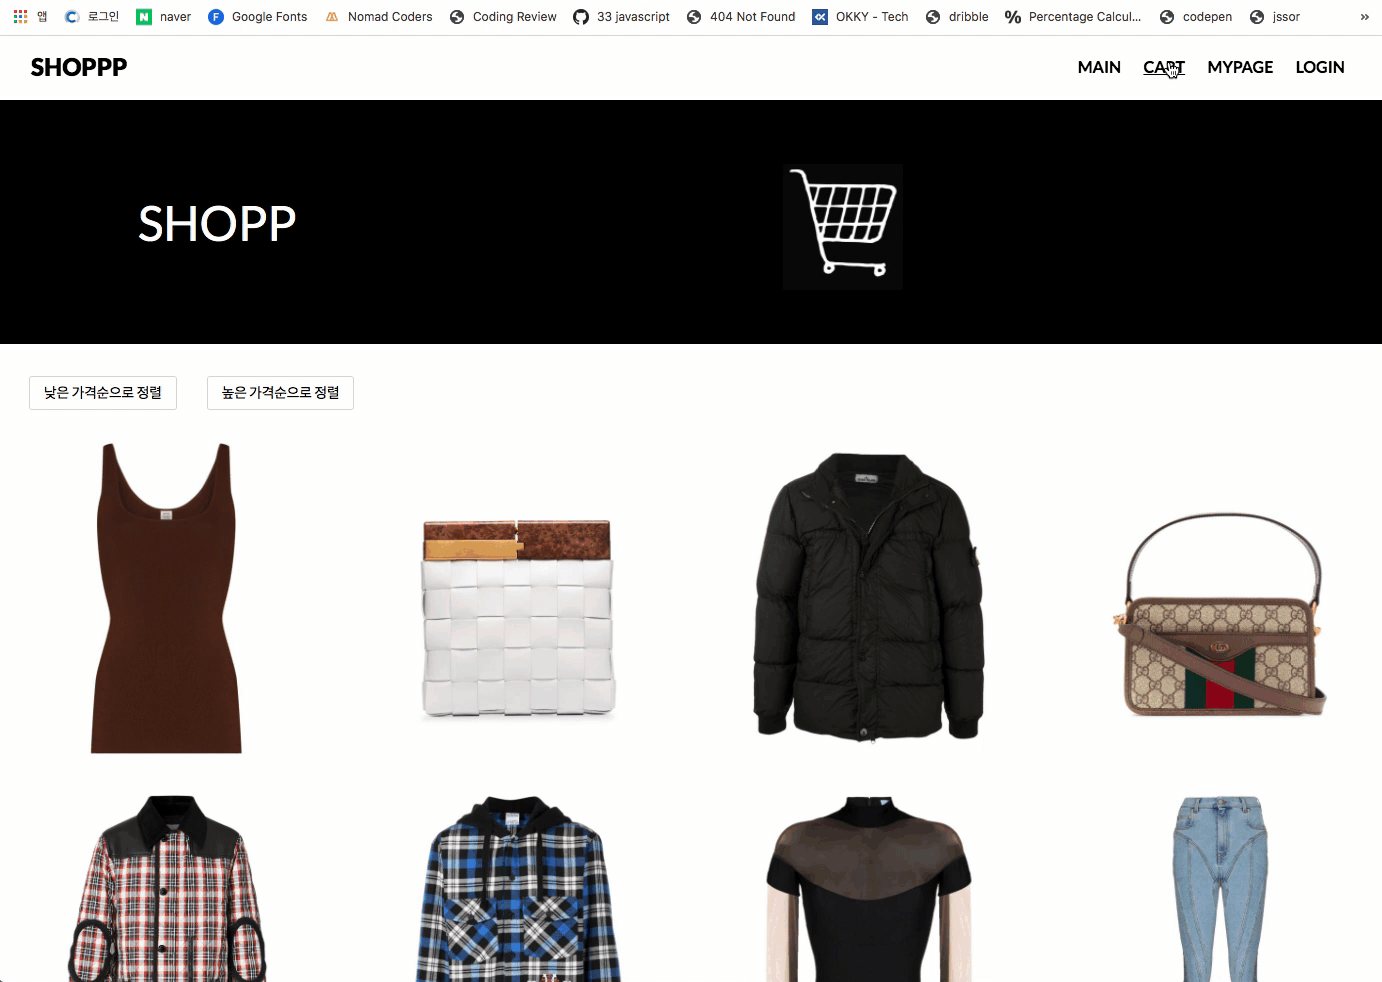 앱 로그인 naver Google Fonts Nomad Coders Coding Review 33 javascript 404 Not Found OKKY - Tech dribble Percentage Calcul... codepen jssor »
SHOPPP MAIN CART MYPAGE LOGIN
SHOPP
낮은 가격순으로 정렬 높은 가격순으로 정렬